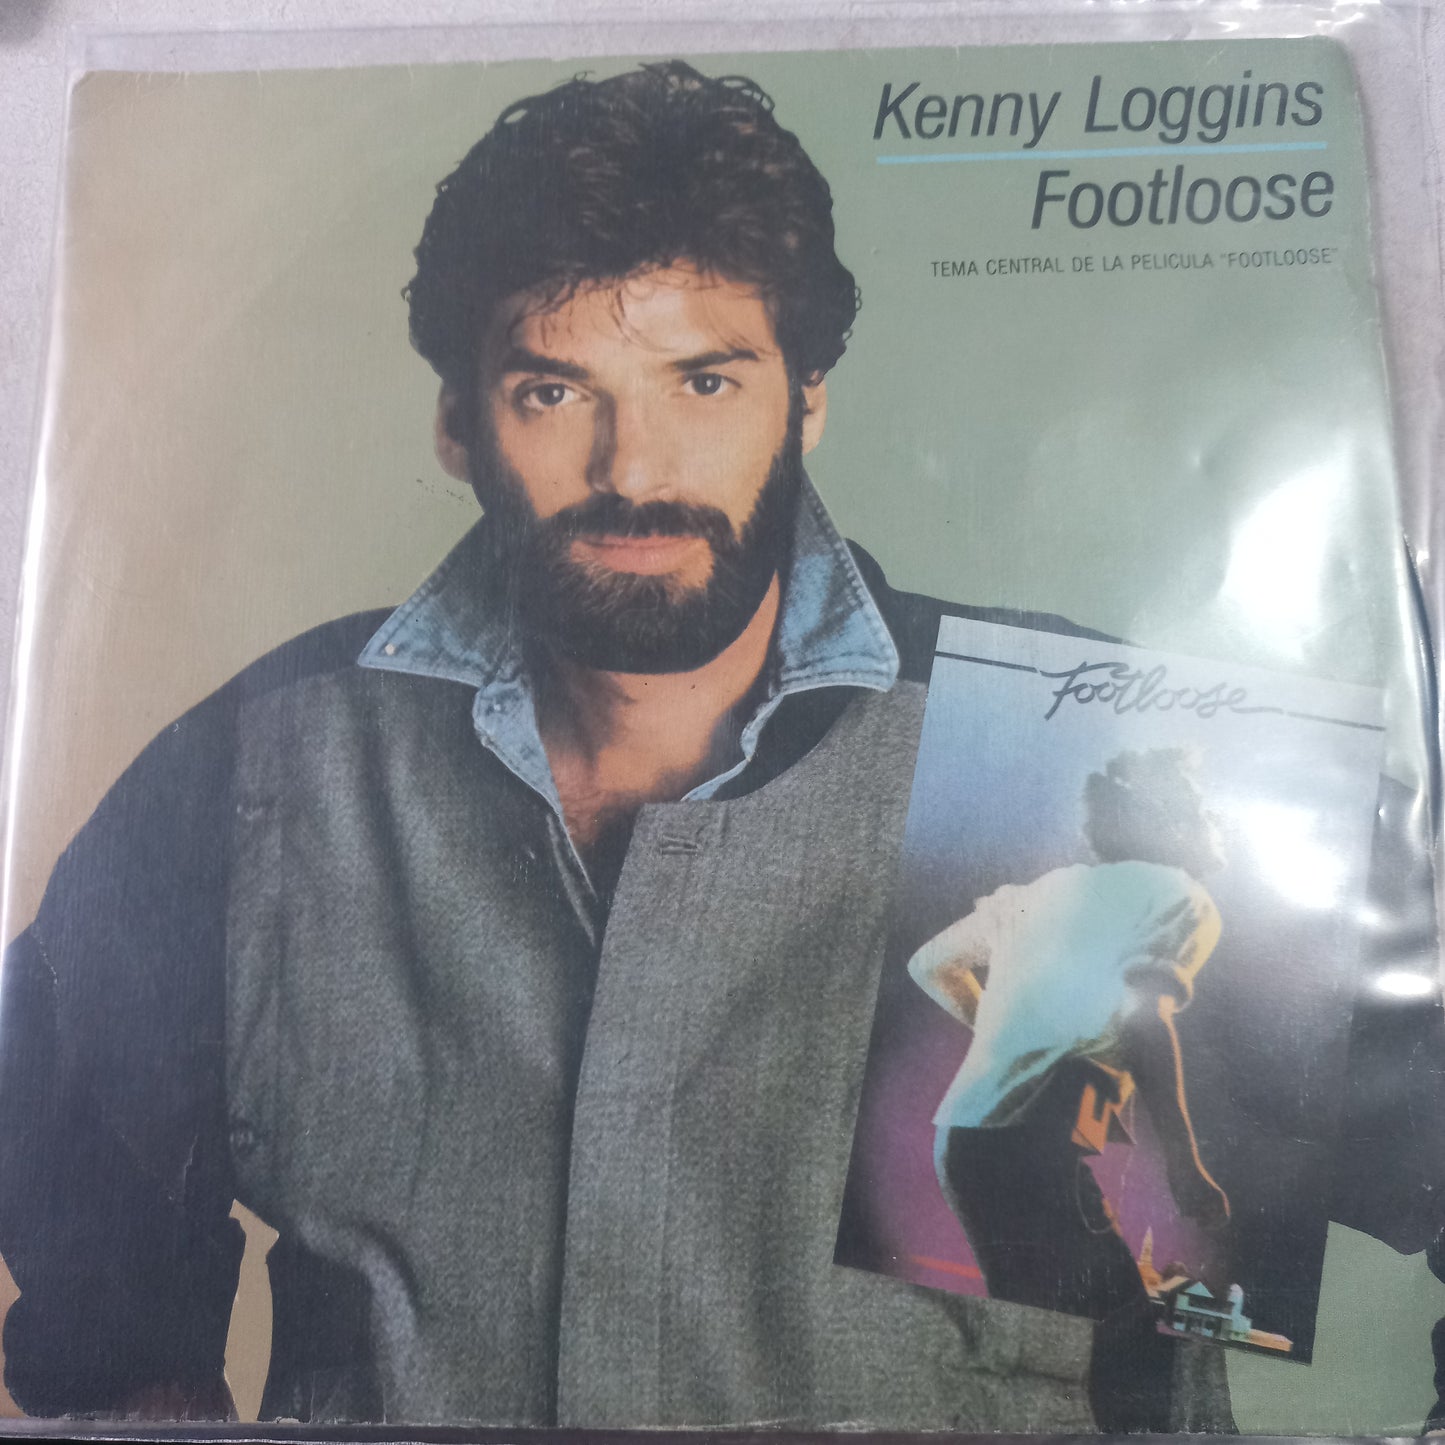 Kenny Loggins
Footloose
TEMA CENTRAL DE LA PELICULA "FOOTLOOSE"
Footloose